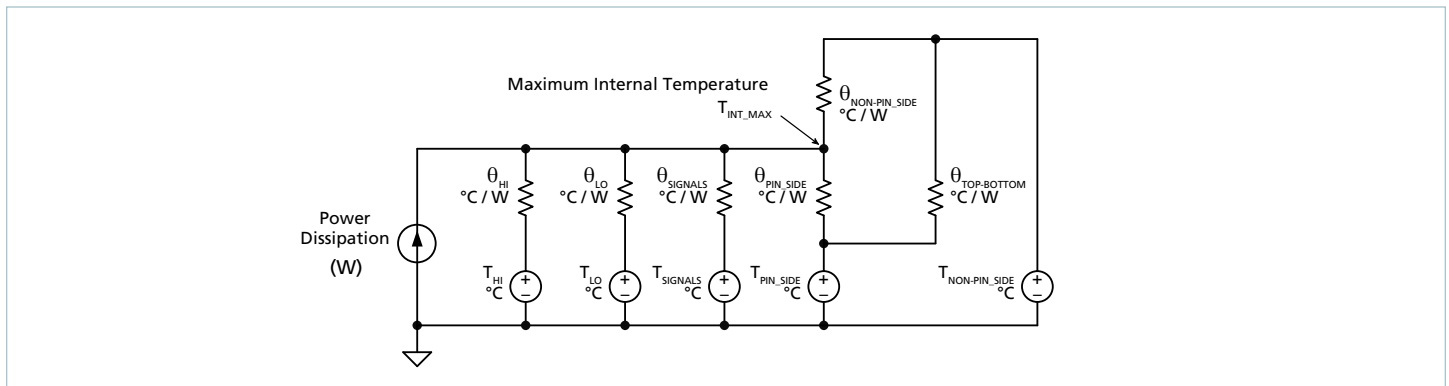 Maximum Internal Temperature
T_INT_MAX
θ_NON-PIN_SIDE
°C / W
θ_HI
°C / W
θ_LO
°C / W
θ_SIGNALS
°C / W
θ_PIN_SIDE
°C / W
θ_TOP-BOTTOM
°C / W
Power
Dissipation
(W)
T_HI
°C
+
−
T_LO
°C
+
−
T_SIGNALS
°C
+
−
T_PIN_SIDE
°C
+
−
T_NON-PIN_SIDE
°C
+
−